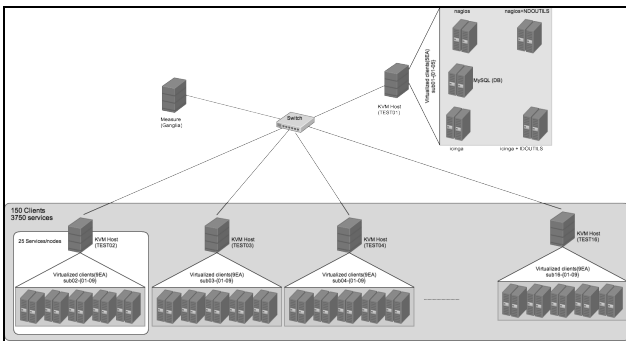 nagios
nagios+NDOUTILS
MySQL (DB)
Virtualized clients(5EA)
sub01-(01-05)
icinga
icinga + IDOUTILS
KVM Host
(TEST01)
Measure
(Ganglia)
Switch
150 Clients
3750 services
25 Services/nodes
KVM Host
(TEST02)
Virtualized clients(9EA)
sub02-(01-09)
KVM Host
(TEST03)
Virtualized clients(9EA)
sub03-(01-09)
KVM Host
(TEST04)
Virtualized clients(9EA)
sub04-(01-09)
KVM Host
(TEST16)
Virtualized clients(9EA)
sub16-(01-09)